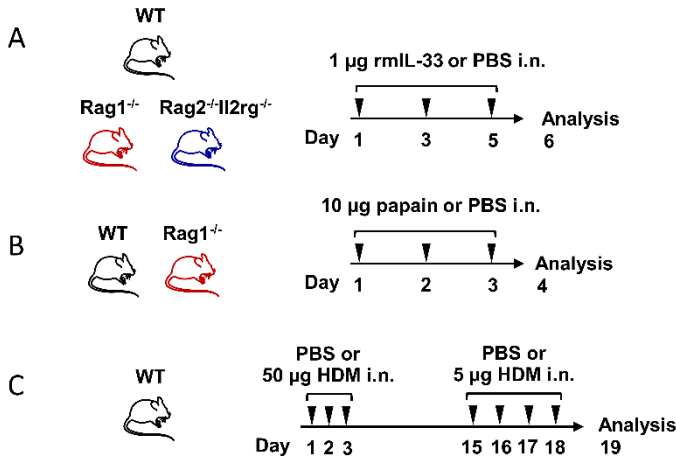 A
WT
Rag1-/- Rag2-/-Il2rg-/-
1 µg rmIL-33 or PBS i.n.
Day 1 3 5 Analysis
6
B
WT Rag1-/-
10 µg papain or PBS i.n.
Day 1 2 3 Analysis
4
C
WT
PBS or
50 µg HDM i.n.
PBS or
5 µg HDM i.n.
Analysis
Day 1 2 3 15 16 17 18 19